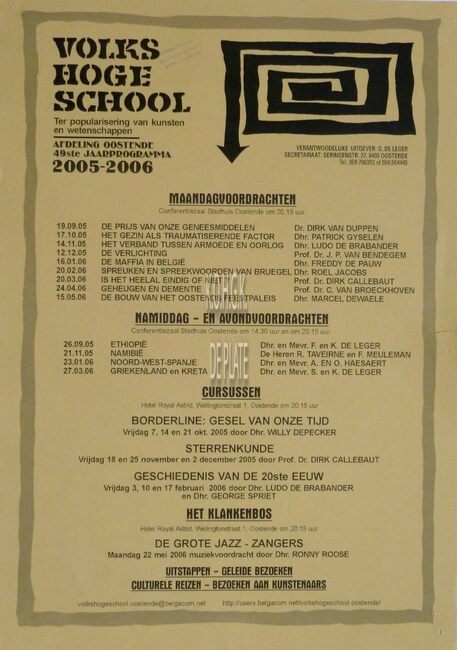 VOLKS
HOGE
SCHOOL
Ter popularisering van kunsten
en wetenschappen
AFDELING OOSTENDE
49ste JAARPROGRAMMA
2005-2006
VERANTWOORDELIJKE UITGEVER: G. DE LEGER
SECRETARIAAT: SERINGENSTR. 37, 8400 OOSTENDE
MAANDAGVOORDRACHTEN
Conferentiezaal Stadhuis Oostende om 20.15 uur
19.09.05 DE PRIJS VAN ONZE GENEESMIDDELEN Dr. DIRK VAN DUPPEN
17.10.05 HET GEZIN ALS TRAUMATISERENDE FACTOR Dhr. PATRICK GYSELEN
14.11.05 HET VERBAND TUSSEN ARMOEDE EN OORLOG Dhr. LUDO DE BRABANDER
12.12.05 DE VERLICHTING Prof. Dr. J. P. VAN BENDEGEM
16.01.06 DE MAFFIA IN BELGIË Dhr. FREDDY DE PAUW
20.02.06 SPREUKEN EN SPREEKWOORDEN VAN BRUEGEL Dhr. ROEL JACOBS
20.03.06 IS HET HEELAL EINDIG OF NIET ? Prof. Dr. DIRK CALLEBAUT
24.04.06 GEHEUGEN EN DEMENTIE Prof. Dr. C. VAN BROECKHOVEN
15.05.06 DE BOUW VAN HET OOSTENDS FEESTPALEIS Dhr. MARCEL DEWAELE
NAMIDDAG - EN AVONDVOORDRACHTEN
Conferentiezaal Stadhuis Oostende om 14.30 uur en om 20.15 uur
26.09.05 ETHIOPIË Dhr. en Mevr. F. en K. DE LEGER
21.11.05 NAMIBIË De Heren R. TAVEIRNE en F. MEULEMAN
23.01.06 NOORD-WEST-SPANJE Dhr. en Mevr. A. EN O. HAESAERT
27.03.06 GRIEKENLAND en KRETA Dhr. en Mevr. S. en K. DE LEGER
KOPIE IK
DE PLATE
CURSUSSEN
Hotel Royal Astrid, Wellingtonstraat 1, Oostende om 20.15 uur
BORDERLINE: GESEL VAN ONZE TIJD
Vrijdag 7, 14 en 21 okt. 2005 door Dhr. WILLY DEPECKER
STERRENKUNDE
Vrijdag 18 en 25 november en 2 december 2005 door Prof. Dr. DIRK CALLEBAUT
GESCHIEDENIS VAN DE 20ste EEUW
Vrijdag 3, 10 en 17 februari 2006 door Dhr. LUDO DE BRABANDER
en Dhr. GEORGE SPRIET
HET KLANKENBOS
Hotel Royal Astrid, Wellingtonstraat 1, Oostende om 20.15 uur
DE GROTE JAZZ - ZANGERS
Maandag 22 mei 2006 muziekvoordracht door Dhr. RONNY ROOSE
UITSTAPPEN - GELEIDE BEZOEKEN
CULTURELE REIZEN - BEZOEKEN AAN KUNSTENAARS
volkshogeschool.oostende@belgacom.net http://users.belgacom.net/volkshogeschool.oostende/